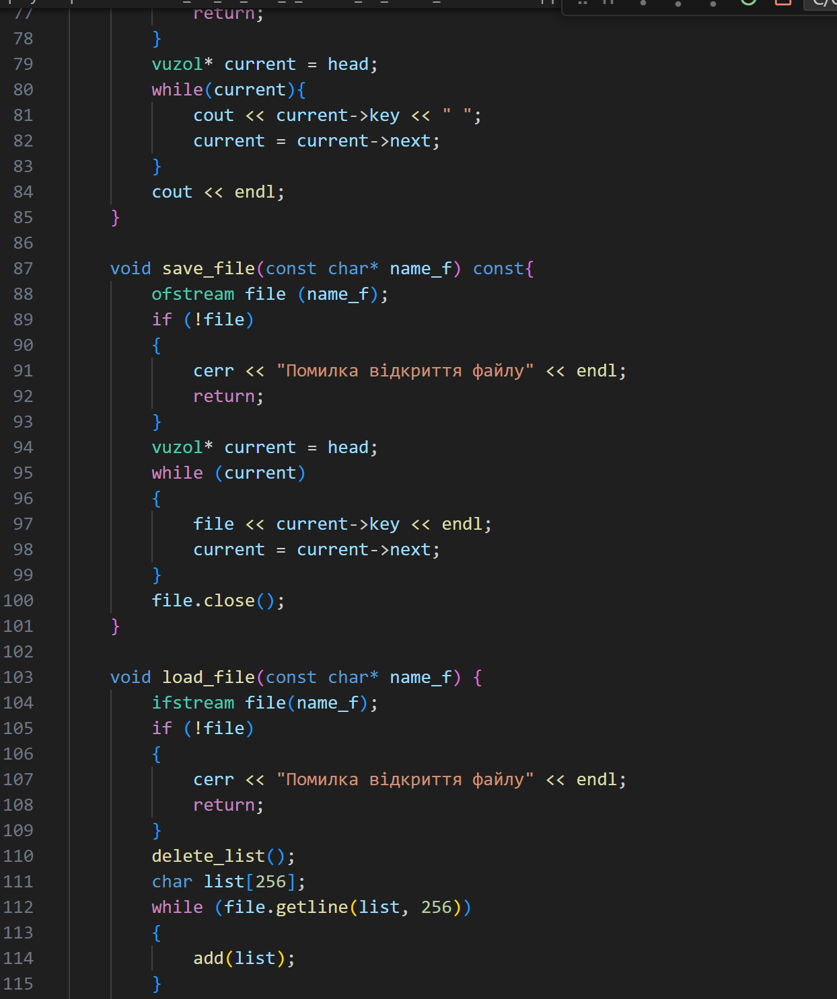 77 return;
78 }
79 vuzol* current = head;
80 while(current){
81 cout << current->key << " ";
82 current = current->next;
83 }
84 cout << endl;
85 }
86
87 void save_file(const char* name_f) const{
88 ofstream file (name_f);
89 if (!file)
90 {
91 cerr << "Помилка відкриття файлу" << endl;
92 return;
93 }
94 vuzol* current = head;
95 while (current)
96 {
97 file << current->key << endl;
98 current = current->next;
99 }
100 file.close();
101 }
102
103 void load_file(const char* name_f) {
104 ifstream file(name_f);
105 if (!file)
106 {
107 cerr << "Помилка відкриття файлу" << endl;
108 return;
109 }
110 delete_list();
111 char list[256];
112 while (file.getline(list, 256))
113 {
114 add(list);
115 }